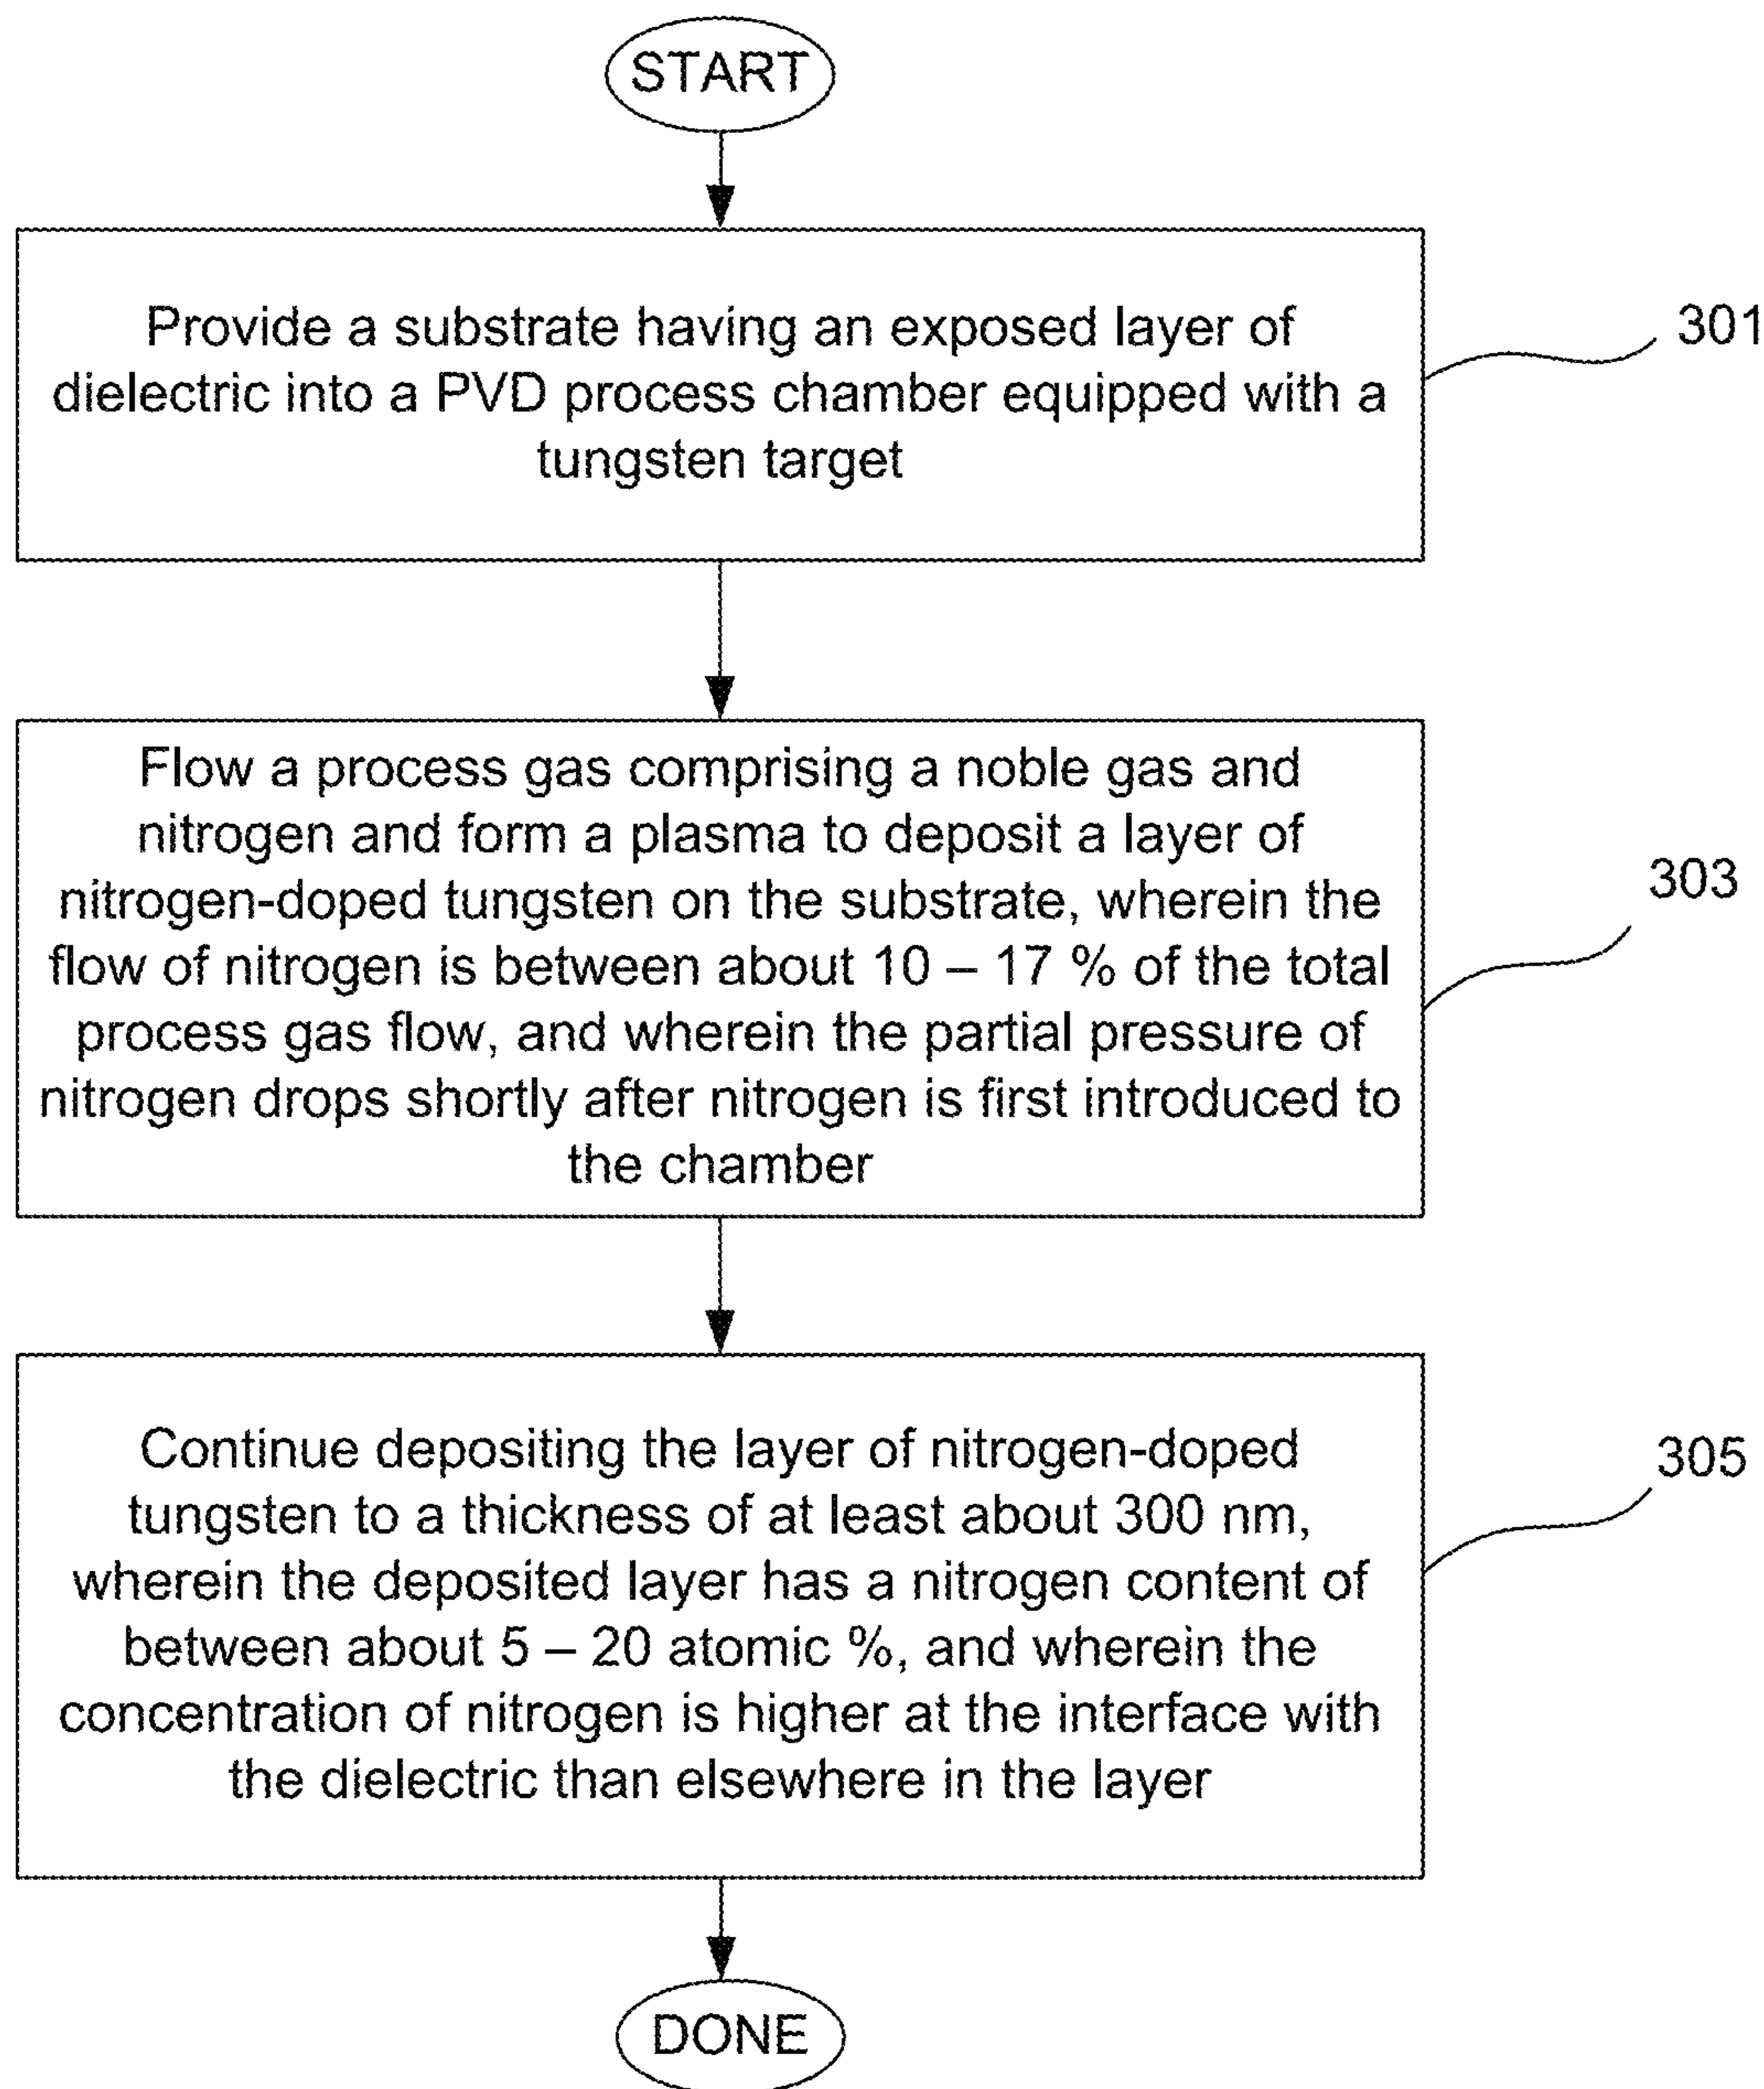 START
Provide a substrate having an exposed layer of
dielectric into a PVD process chamber equipped with a
tungsten target
301
Flow a process gas comprising a noble gas and
nitrogen and form a plasma to deposit a layer of
nitrogen-doped tungsten on the substrate, wherein the
flow of nitrogen is between about 10 – 17 % of the total
process gas flow, and wherein the partial pressure of
nitrogen drops shortly after nitrogen is first introduced to
the chamber
303
Continue depositing the layer of nitrogen-doped
tungsten to a thickness of at least about 300 nm,
wherein the deposited layer has a nitrogen content of
between about 5 – 20 atomic %, and wherein the
concentration of nitrogen is higher at the interface with
the dielectric than elsewhere in the layer
305
DONE